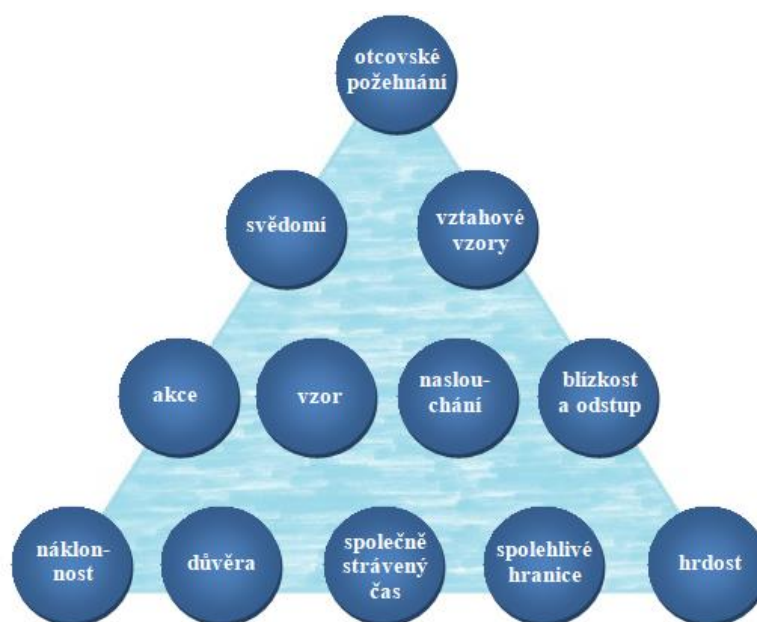 otcovské
požehnání
svědomí
vztahové
vzory
akce
vzor
naslou-
chání
blízkost
a odstup
náklon-
nost
důvěra
společně
strávený
čas
spolehlivé
hranice
hrdost